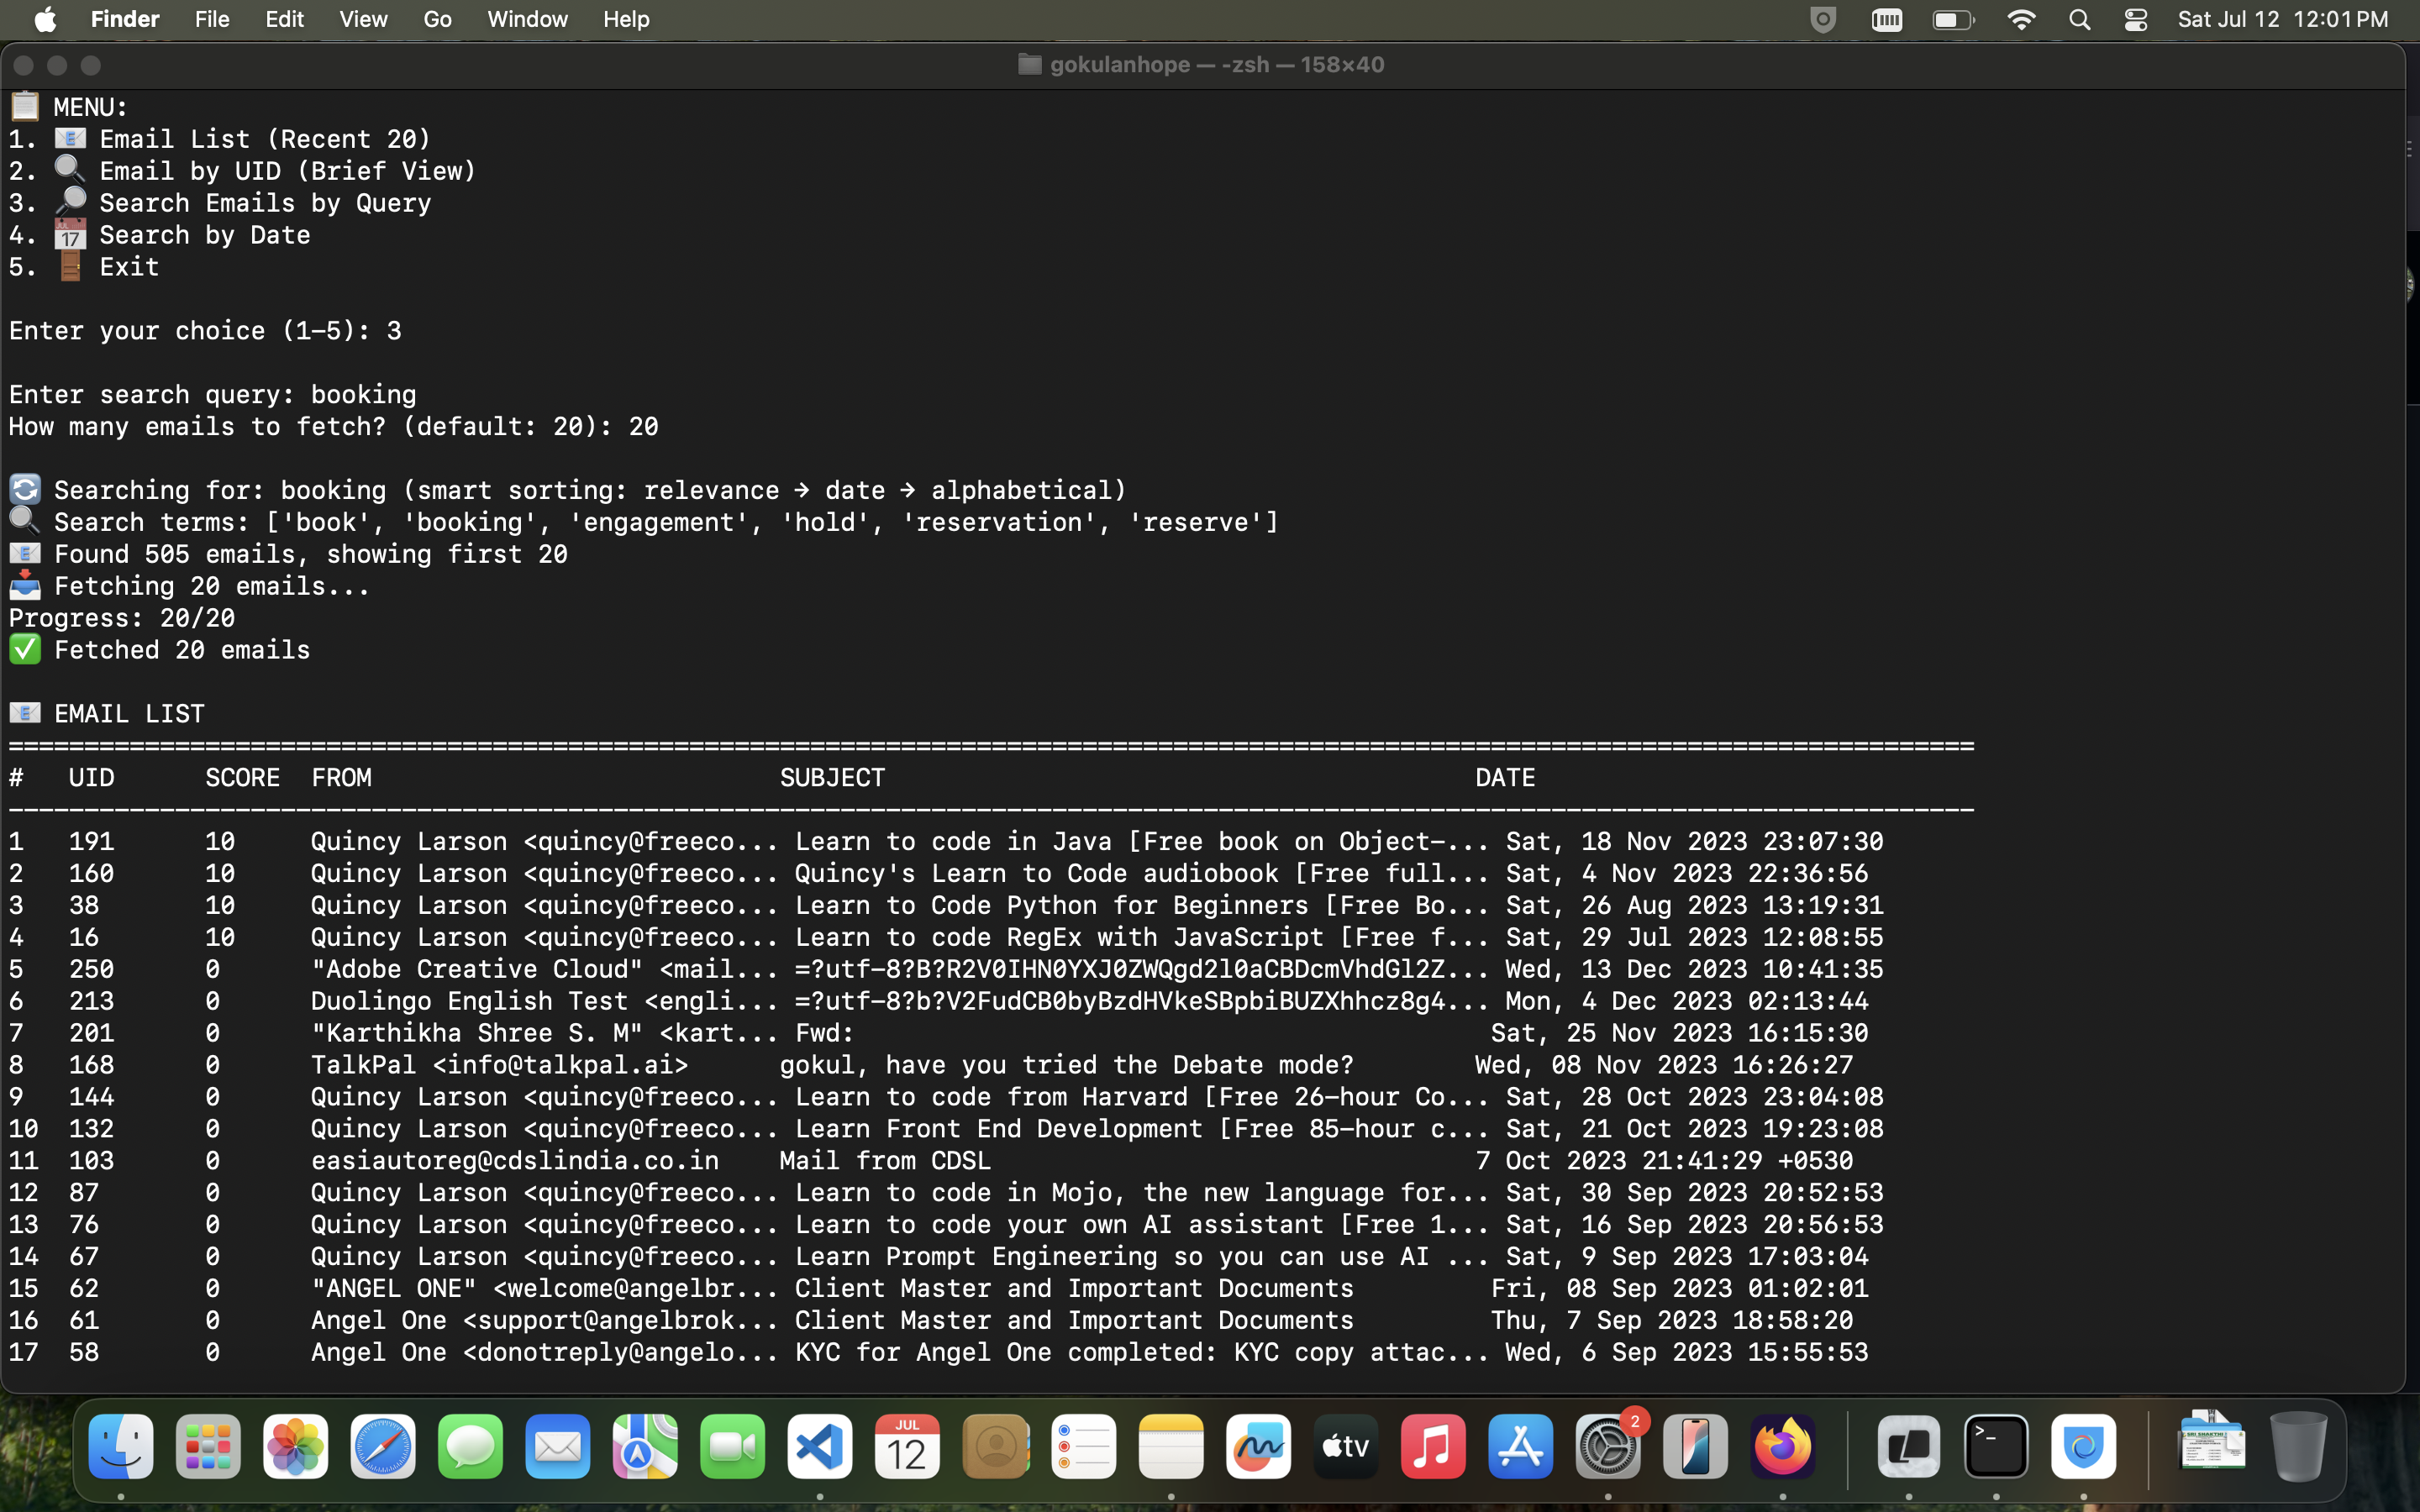 Finder File Edit View Go Window Help Sat Jul 12 12:01 PM
gokulanhope — -zsh — 158×40
MENU:
1. Email List (Recent 20)
2. Email by UID (Brief View)
3. Search Emails by Query
4. Search by Date
5. Exit
Enter your choice (1-5): 3
Enter search query: booking
How many emails to fetch? (default: 20): 20
Searching for: booking (smart sorting: relevance → date → alphabetical)
Search terms: ['book', 'booking', 'engagement', 'hold', 'reservation', 'reserve']
Found 505 emails, showing first 20
Fetching 20 emails...
Progress: 20/20
Fetched 20 emails
EMAIL LIST
# UID SCORE FROM SUBJECT DATE
1 191 10 Quincy Larson <quincy@freeco... Learn to code in Java [Free book on Object-... Sat, 18 Nov 2023 23:07:30
2 160 10 Quincy Larson <quincy@freeco... Quincy's Learn to Code audiobook [Free full... Sat, 4 Nov 2023 22:36:56
3 38 10 Quincy Larson <quincy@freeco... Learn to Code Python for Beginners [Free Bo... Sat, 26 Aug 2023 13:19:31
4 16 10 Quincy Larson <quincy@freeco... Learn to code RegEx with JavaScript [Free f... Sat, 29 Jul 2023 12:08:55
5 250 0 "Adobe Creative Cloud" <mail... =?utf-8?B?R2V0IHN0YXJ0ZWQgd2l0aCBDcmVhdGl2Z... Wed, 13 Dec 2023 10:41:35
6 213 0 Duolingo English Test <engli... =?utf-8?b?V2FudCB0byBzdHVkeSBpbiBUZXhhcz8g4... Mon, 4 Dec 2023 02:13:44
7 201 0 "Karthikha Shree S. M" <kart... Fwd: Sat, 25 Nov 2023 16:15:30
8 168 0 TalkPal <info@talkpal.ai> gokul, have you tried the Debate mode? Wed, 08 Nov 2023 16:26:27
9 144 0 Quincy Larson <quincy@freeco... Learn to code from Harvard [Free 26-hour Co... Sat, 28 Oct 2023 23:04:08
10 132 0 Quincy Larson <quincy@freeco... Learn Front End Development [Free 85-hour c... Sat, 21 Oct 2023 19:23:08
11 103 0 easiautoreg@cdslindia.co.in Mail from CDSL 7 Oct 2023 21:41:29 +0530
12 87 0 Quincy Larson <quincy@freeco... Learn to code in Mojo, the new language for... Sat, 30 Sep 2023 20:52:53
13 76 0 Quincy Larson <quincy@freeco... Learn to code your own AI assistant [Free 1... Sat, 16 Sep 2023 20:56:53
14 67 0 Quincy Larson <quincy@freeco... Learn Prompt Engineering so you can use AI ... Sat, 9 Sep 2023 17:03:04
15 62 0 "ANGEL ONE" <welcome@angelbr... Client Master and Important Documents Fri, 08 Sep 2023 01:02:01
16 61 0 Angel One <support@angelbrok... Client Master and Important Documents Thu, 7 Sep 2023 18:58:20
17 58 0 Angel One <donotreply@angelo... KYC for Angel One completed: KYC copy attac... Wed, 6 Sep 2023 15:55:53
JUL
12
tv
2